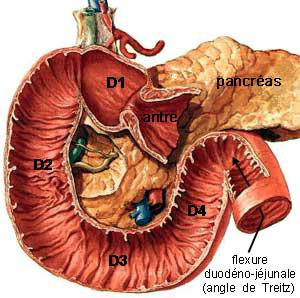 D1
pancréas
antre
D2
D4
D3
flexure
duodéno-jéjunale
(angle de Treitz)